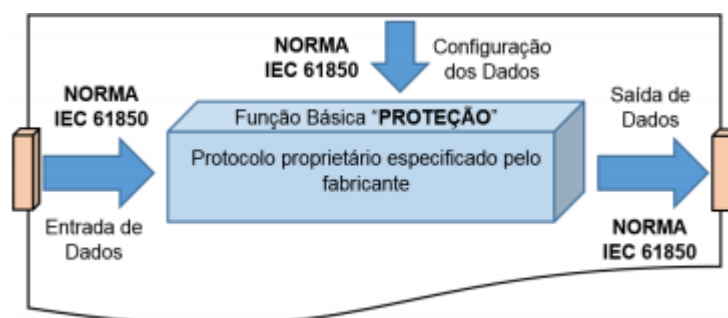 NORMA
IEC 61850
Configuração
dos Dados
NORMA
IEC 61850
Função Básica “PROTEÇÃO”
Saída de
Dados
Protocolo proprietário especificado pelo
fabricante
Entrada de
Dados
NORMA
IEC 61850